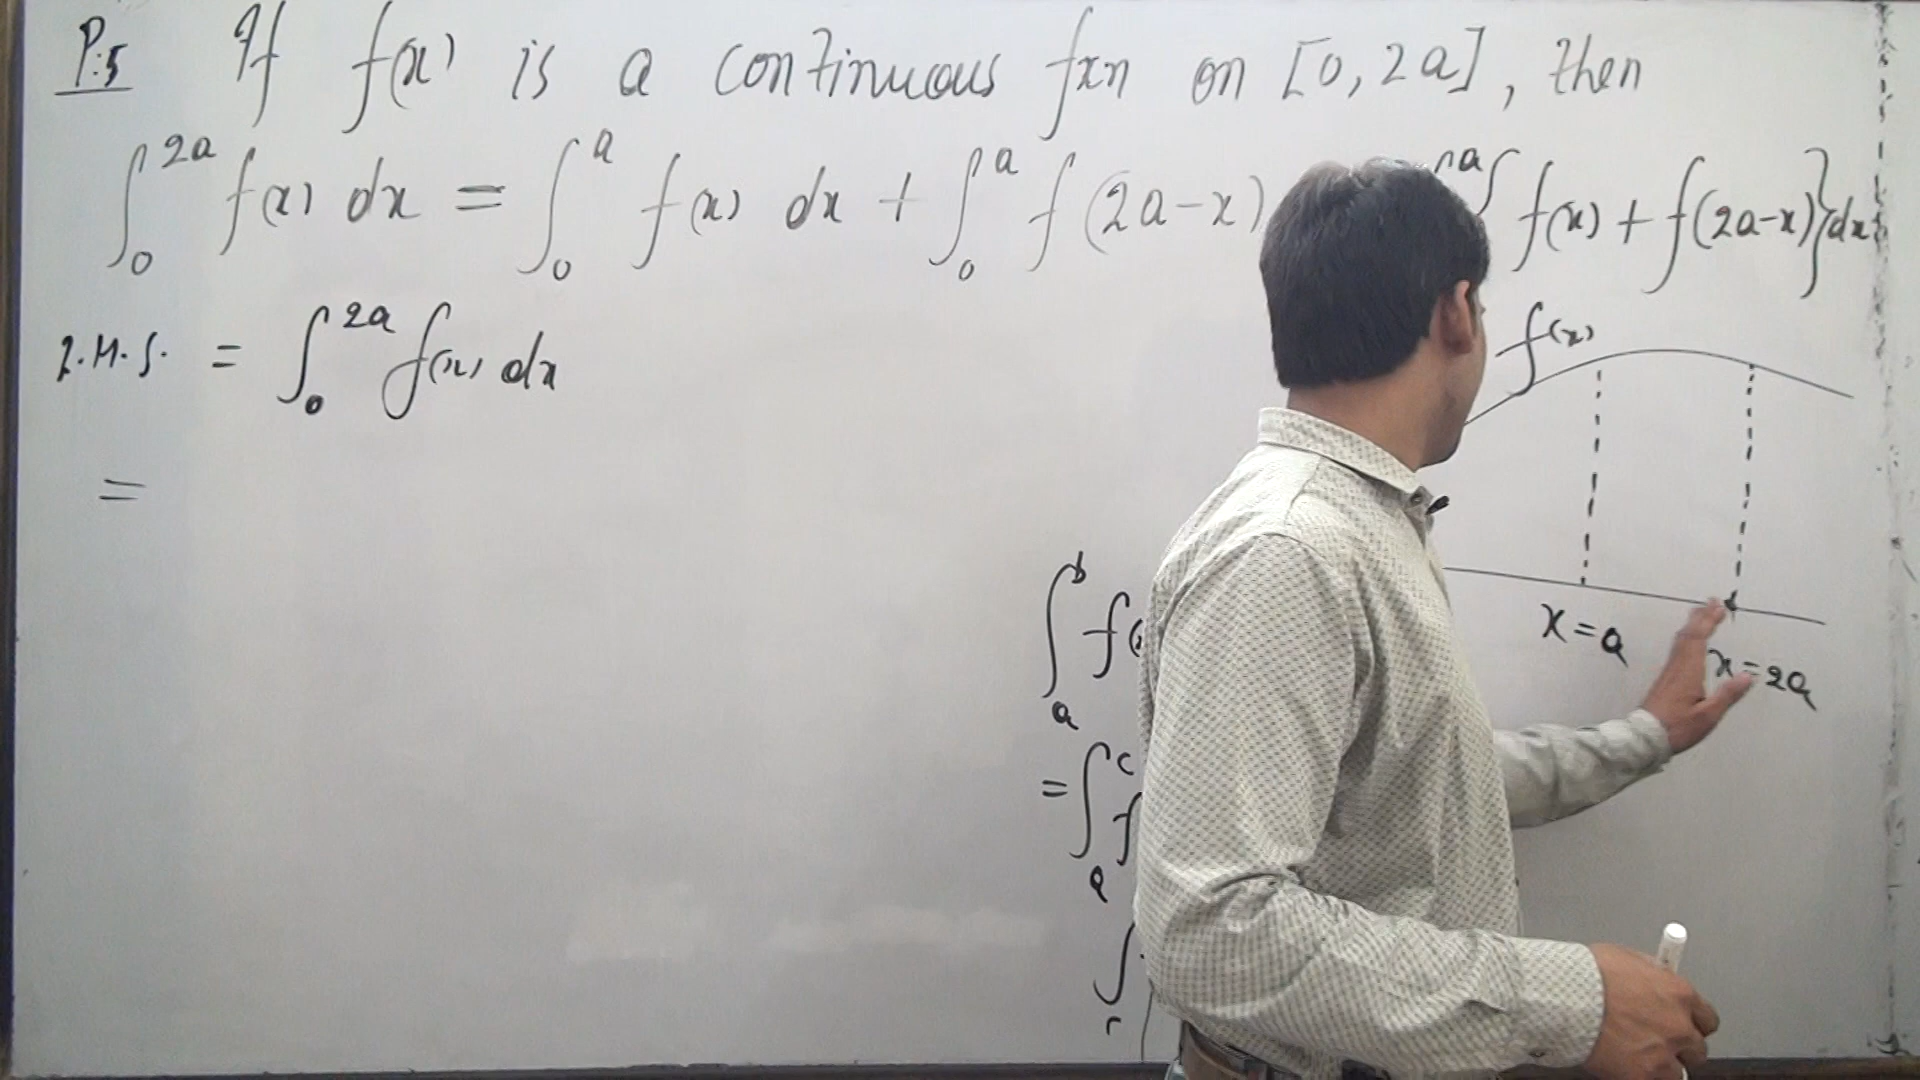 P:5 If f(x) is a continuous fxn on [0, 2a], then
∫₀^2a f(x) dx = ∫₀^a f(x) dx + ∫₀^a f(2a-x) ^a { f(x) + f(2a-x)} dx
L.H.S. = ∫₀^2a f(x) dx
=
f(x)
x = a
x = 2a
∫ₐ^b f(
= ∫ₐ^c f
∫c